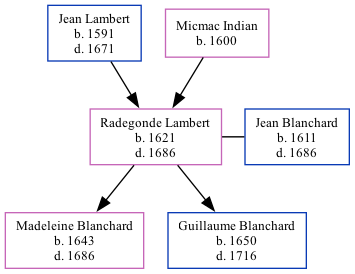 Jean Lambert
b. 1591
d. 1671
Micmac Indian
b. 1600
Radegonde Lambert
b. 1621
d. 1686
Jean Blanchard
b. 1611
d. 1686
Madeleine Blanchard
b. 1643
d. 1686
Guillaume Blanchard
b. 1650
d. 1716